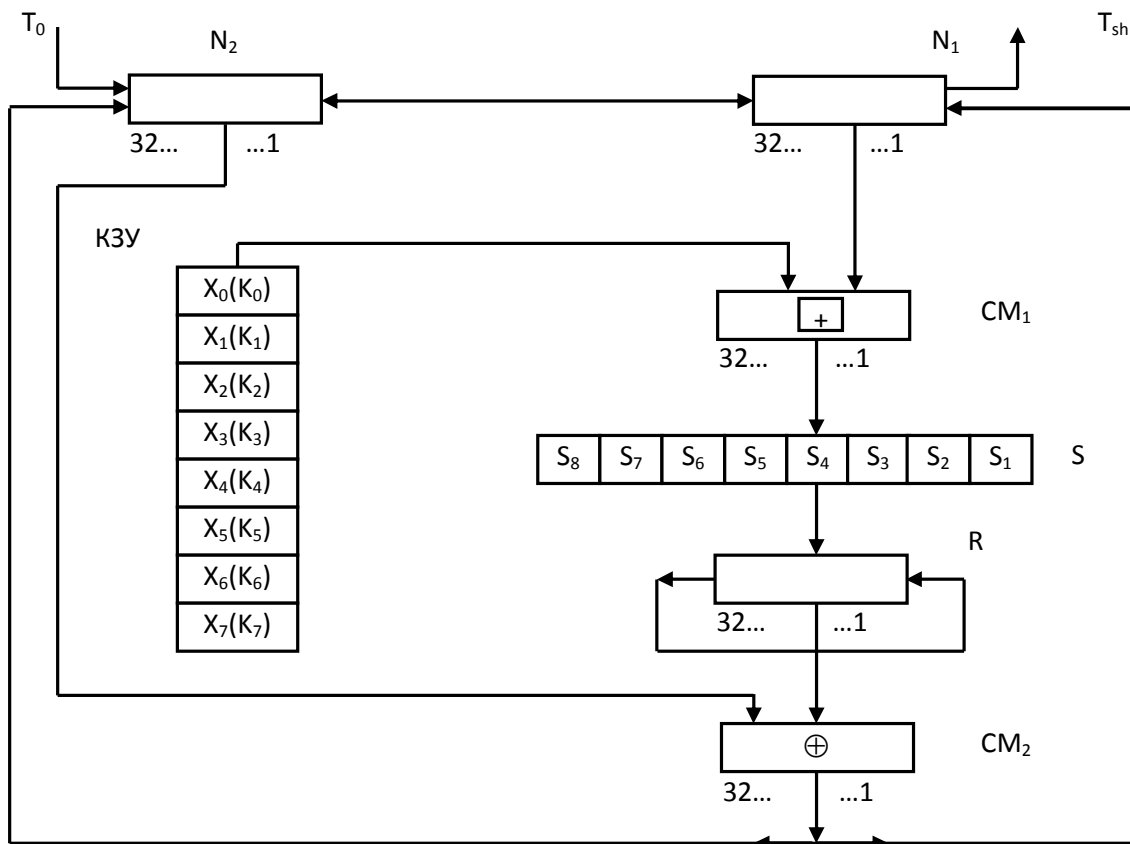 T₀ N₂ N₁ Tₛₕ
32... ...1 32... ...1
КЗУ
X₀(K₀)
+ CM₁
X₁(K₁)
32... ...1
X₂(K₂)
X₃(K₃)
S₈ S₇ S₆ S₅ S₄ S₃ S₂ S₁ S
X₄(K₄)
X₅(K₅)
R
X₆(K₆)
X₇(K₇)
32... ...1
⊕ CM₂
32... ...1